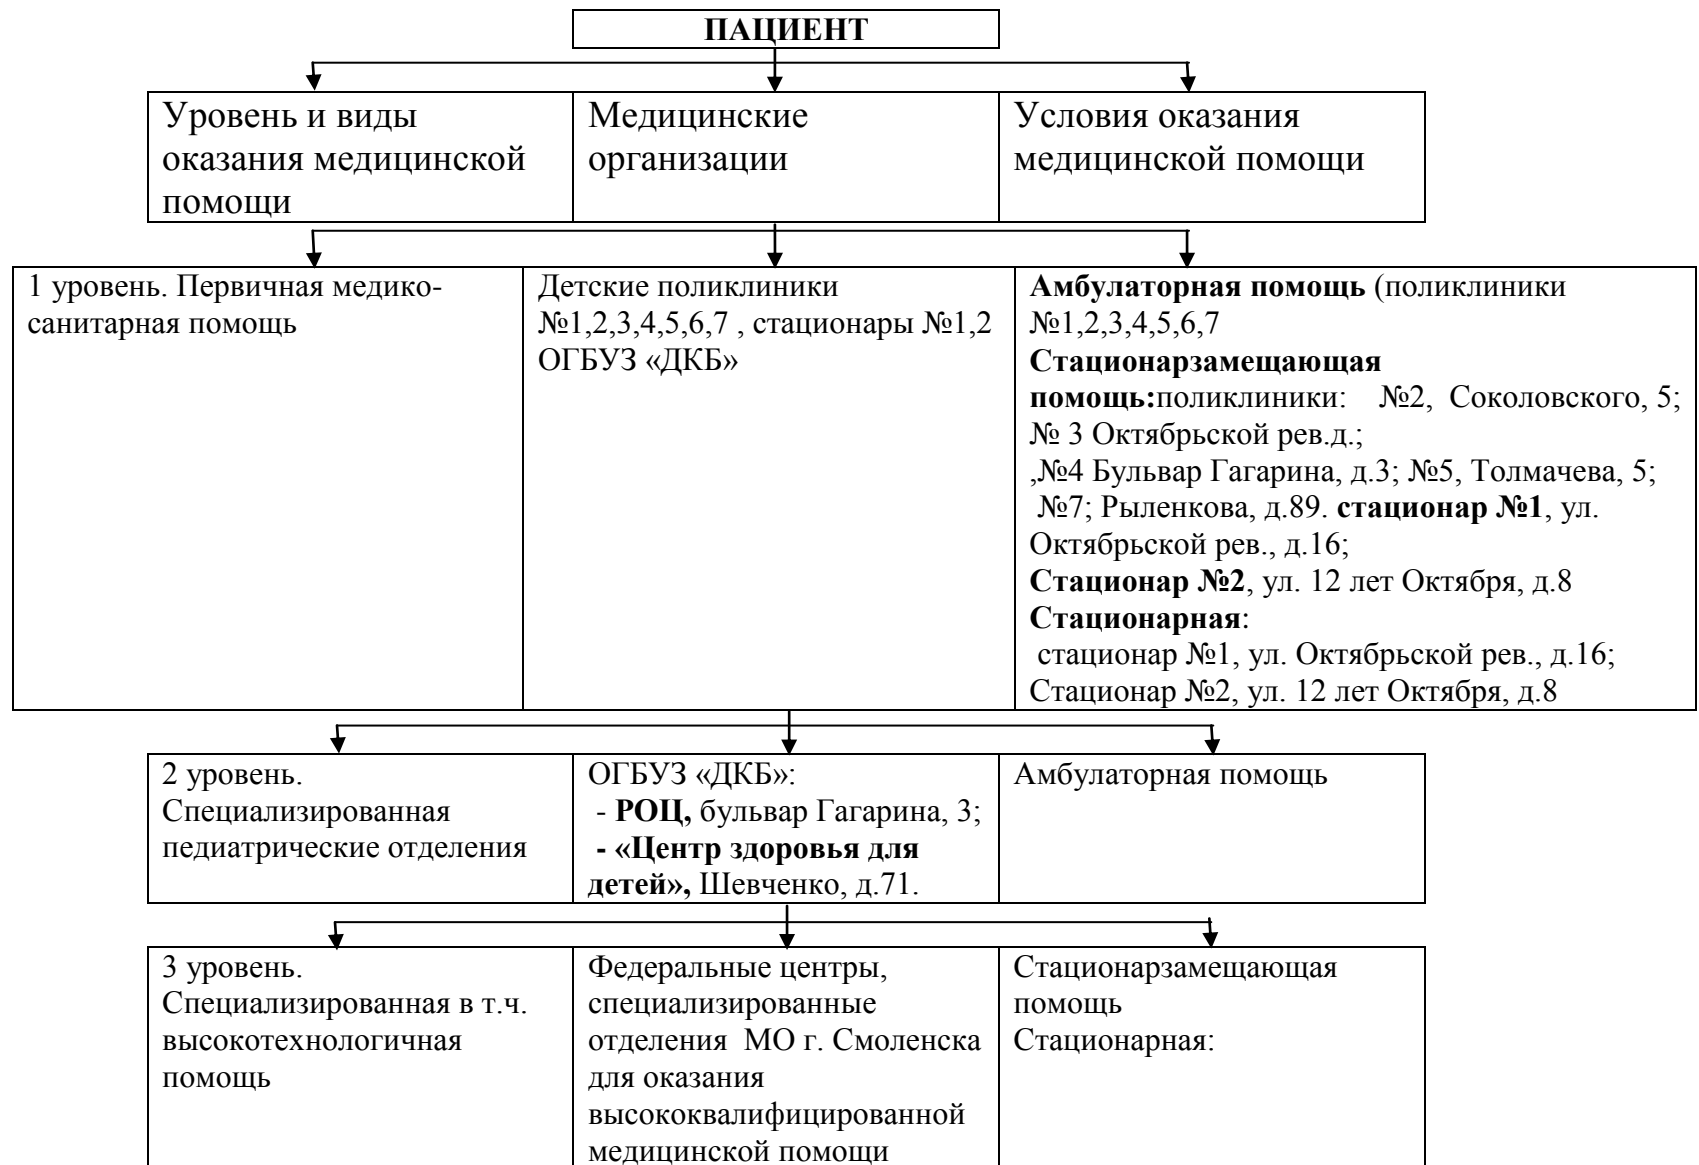 ПАЦИЕНТ
Уровень и виды
оказания медицинской
помощи
Медицинские
организации
Условия оказания
медицинской помощи
1 уровень. Первичная медико-
санитарная помощь
Детские поликлиники
№1,2,3,4,5,6,7 , стационары №1,2
ОГБУЗ «ДКБ»
Амбулаторная помощь (поликлиники
№1,2,3,4,5,6,7
Стационарзамещающая
помощь:поликлиники: №2, Соколовского, 5;
№ 3 Октябрьской рев.д.;
,№4 Бульвар Гагарина, д.3; №5, Толмачева, 5;
№7; Рыленкова, д.89. стационар №1, ул.
Октябрьской рев., д.16;
Стационар №2, ул. 12 лет Октября, д.8
Стационарная:
стационар №1, ул. Октябрьской рев., д.16;
Стационар №2, ул. 12 лет Октября, д.8
2 уровень.
Специализированная
педиатрические отделения
ОГБУЗ «ДКБ»:
- РОЦ, бульвар Гагарина, 3;
- «Центр здоровья для
детей», Шевченко, д.71.
Амбулаторная помощь
3 уровень.
Специализированная в т.ч.
высокотехнологичная
помощь
Федеральные центры,
специализированные
отделения МО г. Смоленска
для оказания
высококвалифицированной
медицинской помощи
Стационарзамещающая
помощь
Стационарная: